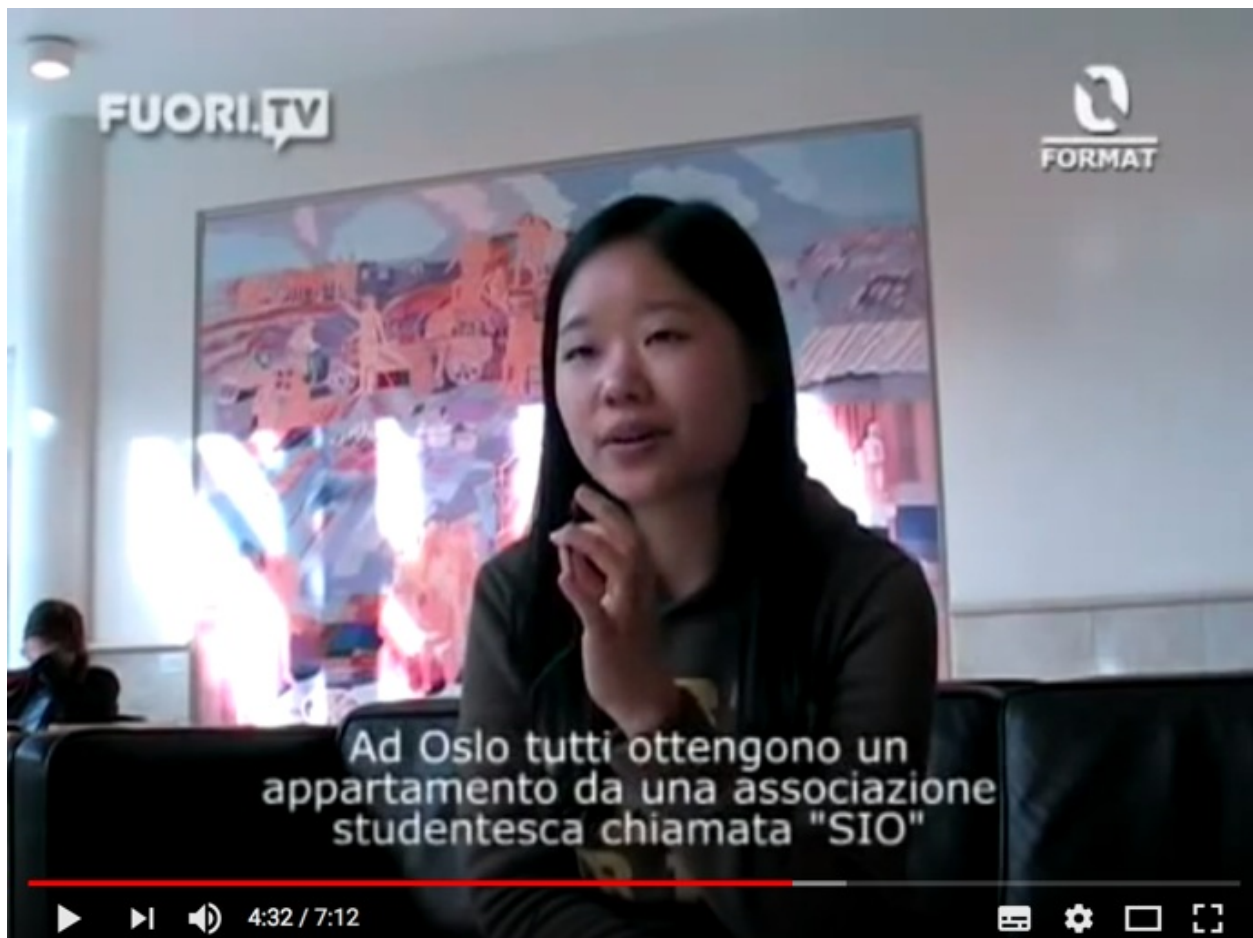 FUORI.TV
FORMAT
Ad Oslo tutti ottengono un
appartamento da una associazione
studentesca chiamata "SIO"
4:32 / 7:12